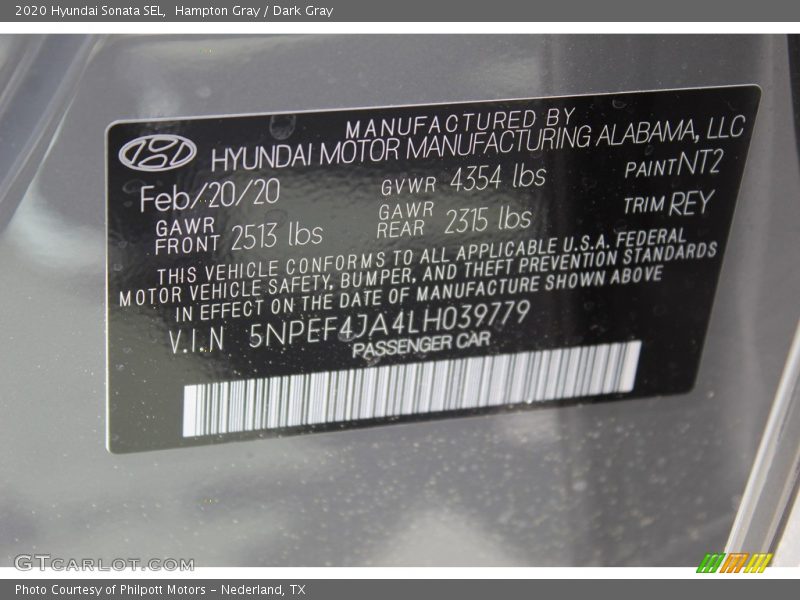 2020 Hyundai Sonata SEL, Hampton Gray / Dark Gray
MANUFACTURED BY
HYUNDAI MOTOR MANUFACTURING ALABAMA, LLC
Feb/20/20 GVWR 4354 lbs PAINT NT2
GAWR FRONT 2513 lbs GAWR REAR 2315 lbs TRIM REY
THIS VEHICLE CONFORMS TO ALL APPLICABLE U.S.A. FEDERAL
MOTOR VEHICLE SAFETY, BUMPER, AND THEFT PREVENTION STANDARDS
IN EFFECT ON THE DATE OF MANUFACTURE SHOWN ABOVE
V.I.N 5NPEF4JA4LH039779
PASSENGER CAR
GTCARLOT.COM
Photo Courtesy of Philpott Motors - Nederland, TX